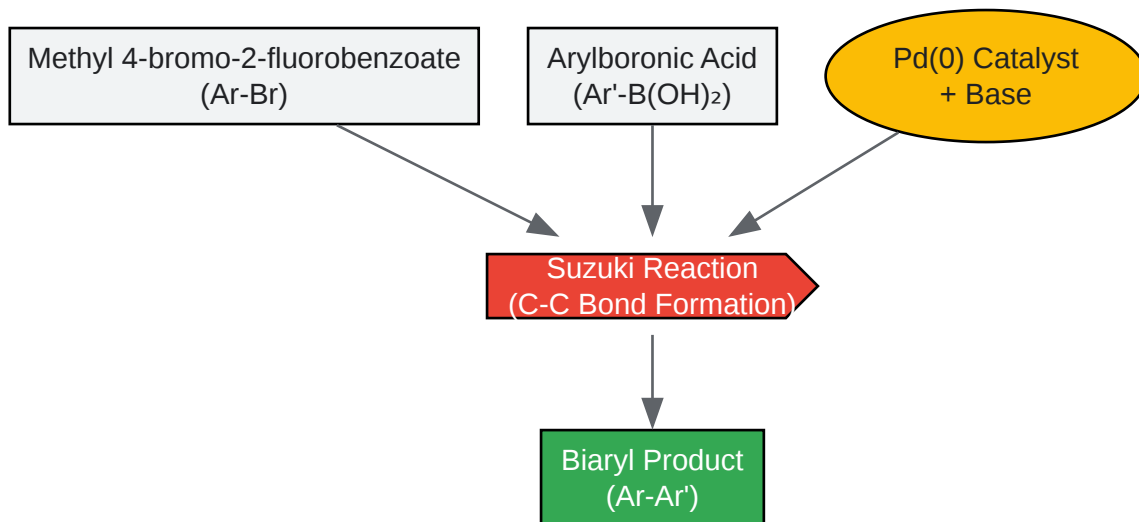 Methyl 4-bromo-2-fluorobenzoate
(Ar-Br)
Arylboronic Acid
(Ar'-B(OH)₂)
Pd(0) Catalyst
+ Base
Suzuki Reaction
(C-C Bond Formation)
Biaryl Product
(Ar-Ar')